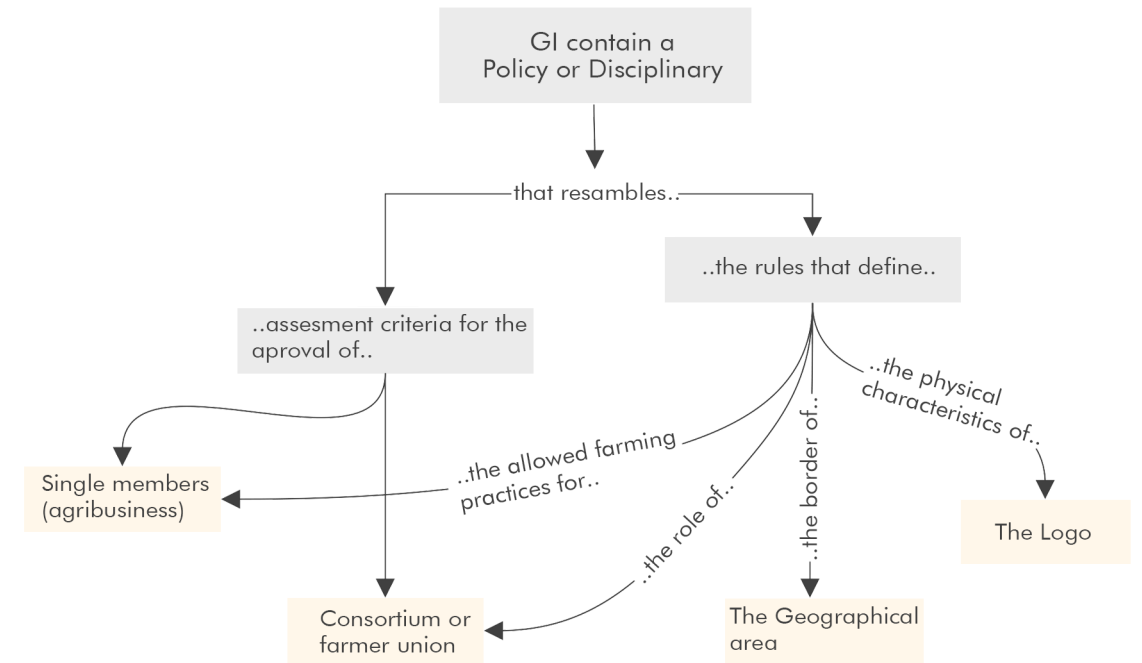 GI contain a
Policy or Disciplinary
that resambles..
..the rules that define..
..assesment criteria for the
aproval of..
..the physical
characteristics of..
..the allowed farming
practices for..
..the role of..
..the border of..
Single members
(agribusiness)
The Logo
Consortium or
farmer union
The Geographical
area